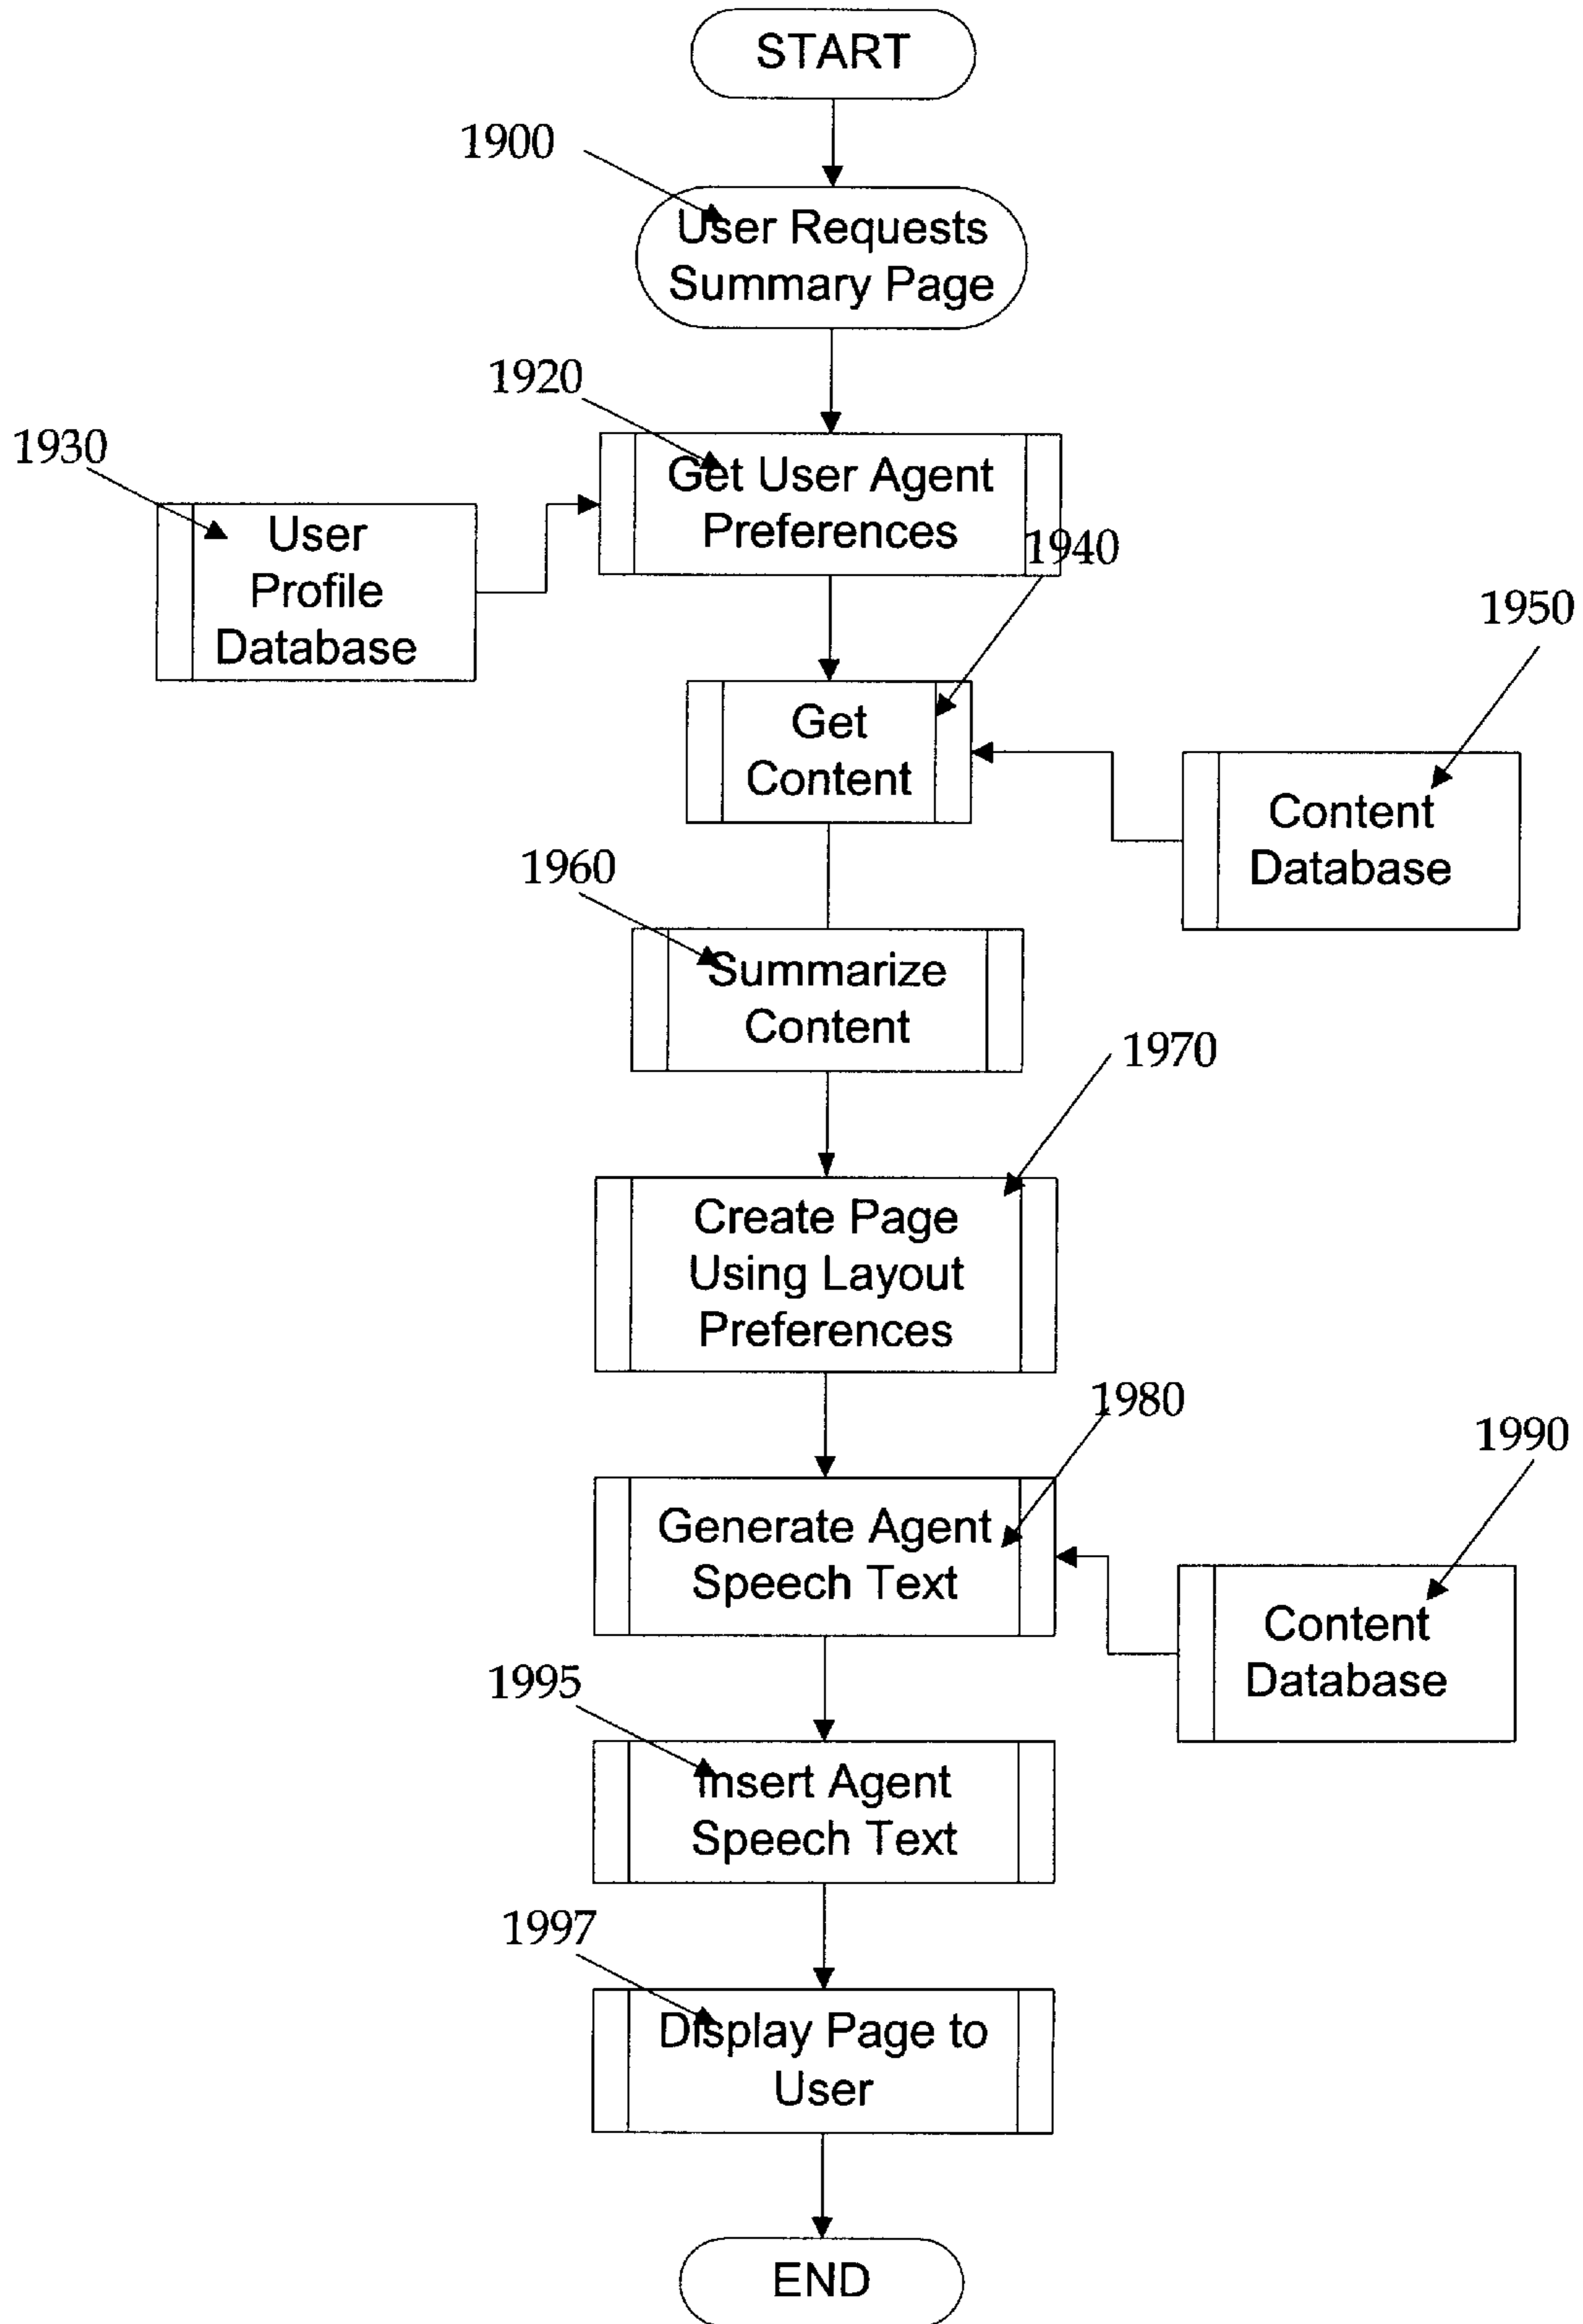 START
1900
User Requests
Summary Page
1920
1930
Get User Agent
Preferences
User
Profile
Database
1940
1950
Get
Content
Content
Database
1960
Summarize
Content
1970
Create Page
Using Layout
Preferences
1980
1990
Generate Agent
Speech Text
Content
Database
1995
Insert Agent
Speech Text
1997
Display Page to
User
END